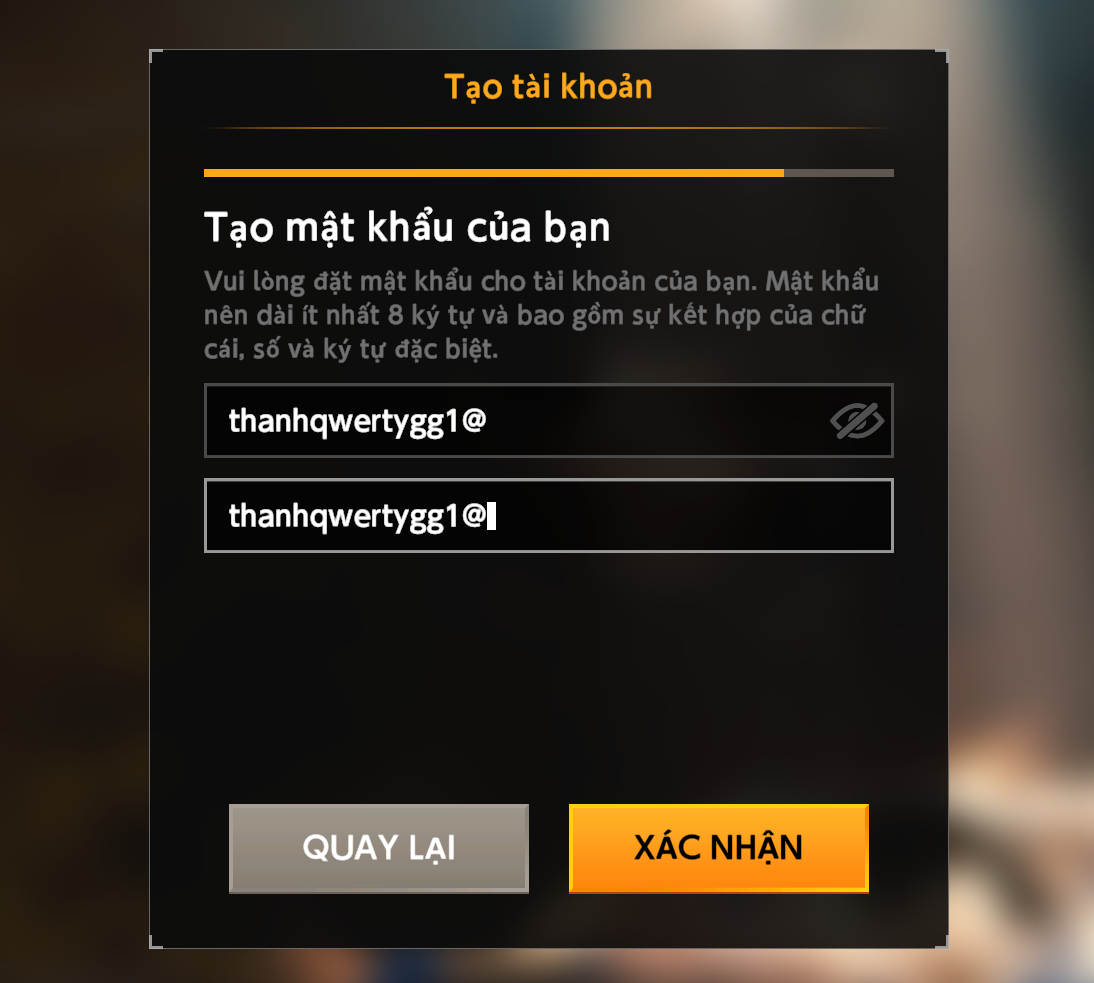 Tạo tài khoản
Tạo mật khẩu của bạn
Vui lòng đặt mật khẩu cho tài khoản của bạn. Mật khẩu
nên dài ít nhất 8 ký tự và bao gồm sự kết hợp của chữ
cái, số và ký tự đặc biệt.
thanhqwertygg1@
thanhqwertygg1@
QUAY LẠI
XÁC NHẬN